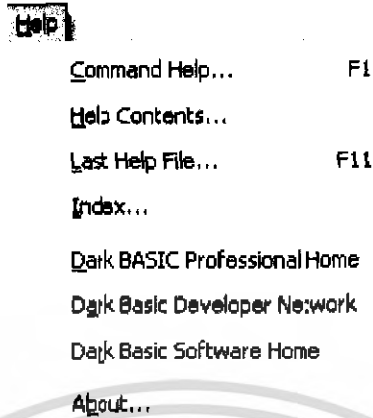 Help
Command Help... F1
Help Contents...
Last Help File... F11
Index...
Dark BASIC Professional Home
Dark Basic Developer Network
Dark Basic Software Home
About...